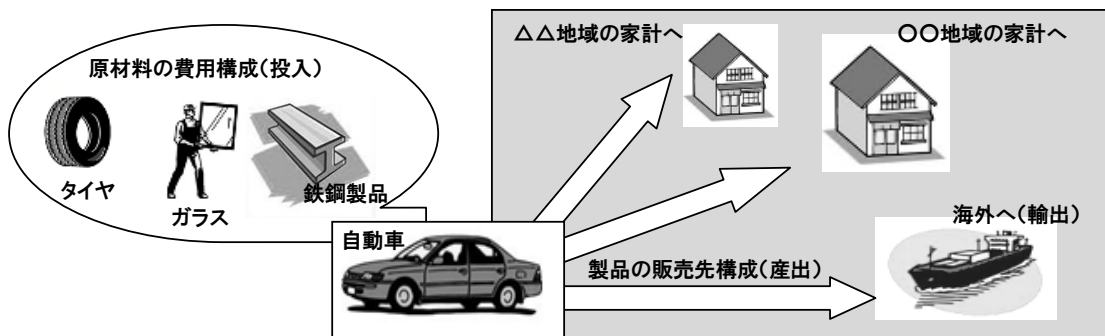 △△地域の家計へ
〇〇地域の家計へ
原材料の費用構成(投入)
タイヤ
ガラス
鉄鋼製品
自動車
海外へ(輸出)
製品の販売先構成(産出)